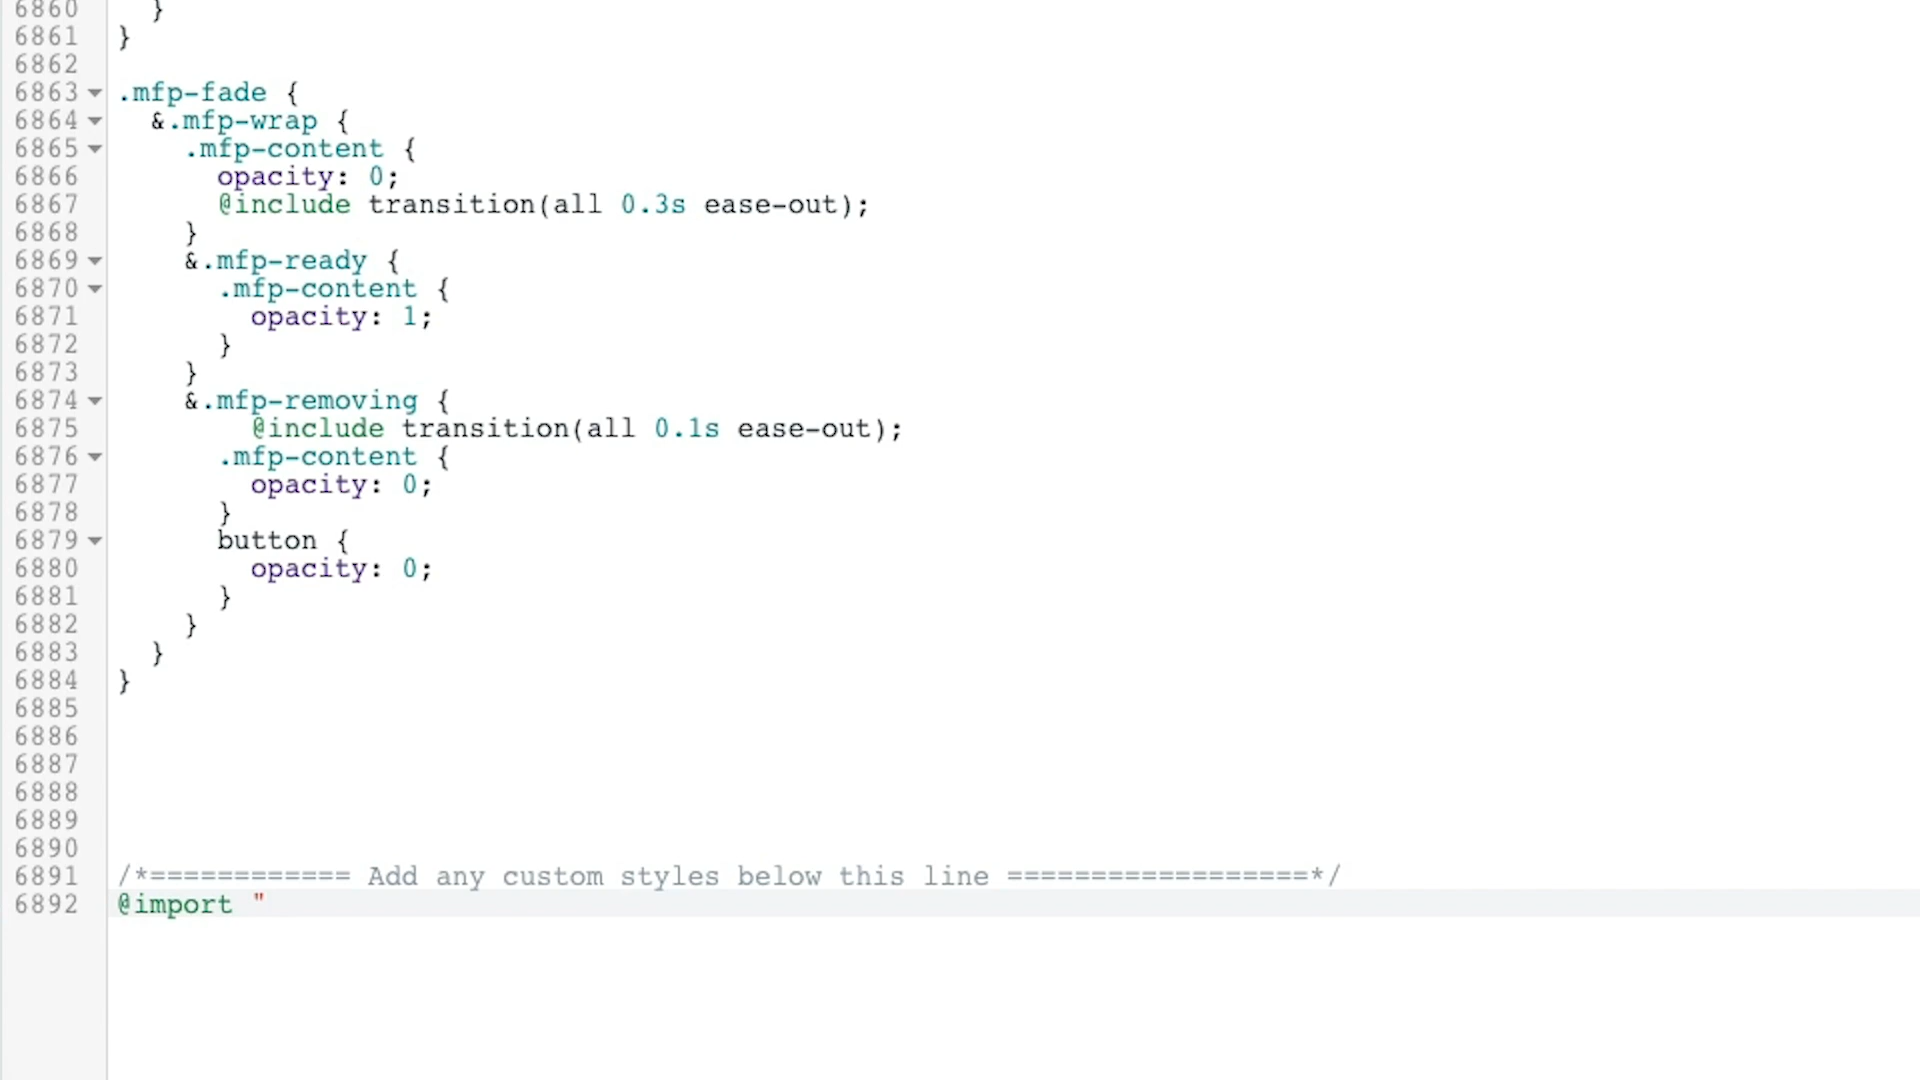 6860 }
6861 }
6862
6863 .mfp-fade {
6864 &.mfp-wrap {
6865 .mfp-content {
6866 opacity: 0;
6867 @include transition(all 0.3s ease-out);
6868 }
6869 &.mfp-ready {
6870 .mfp-content {
6871 opacity: 1;
6872 }
6873 }
6874 &.mfp-removing {
6875 @include transition(all 0.1s ease-out);
6876 .mfp-content {
6877 opacity: 0;
6878 }
6879 button {
6880 opacity: 0;
6881 }
6882 }
6883 }
6884 }
6885
6886
6887
6888
6889
6890
6891 /*============ Add any custom styles below this line ==================*/
6892 @import "